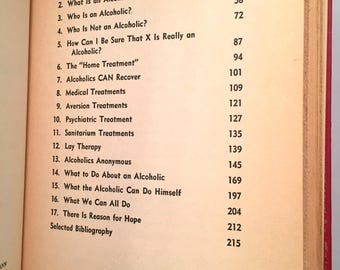 2. What Is an Al
3. Who Is an Alcoholic? 72
4. Who Is Not an Alcoholic?
5. How Can I Be Sure That X Is Really an
Alcoholic? 87
6. The "Home Treatment" 94
7. Alcoholics CAN Recover 101
8. Medical Treatments 109
9. Aversion Treatments 121
10. Psychiatric Treatment 127
11. Sanitarium Treatments 135
12. Lay Therapy 139
13. Alcoholics Anonymous 145
14. What to Do About an Alcoholic 169
15. What the Alcoholic Can Do Himself 197
16. What We Can All Do 204
17. There Is Reason for Hope 212
Selected Bibliography 215